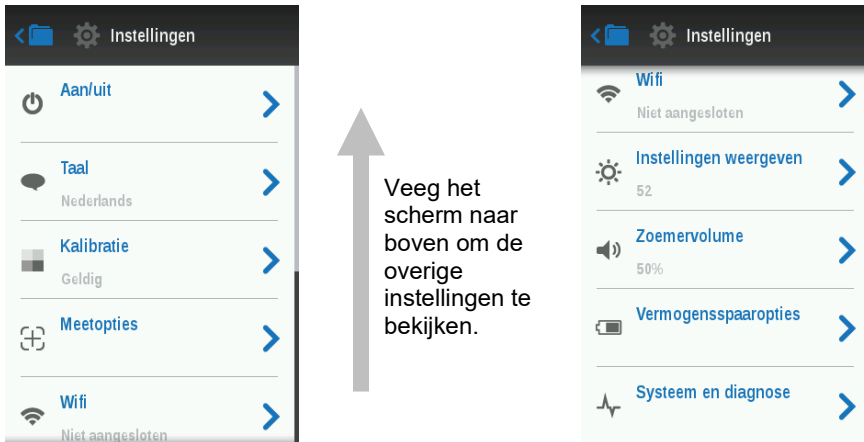 Instellingen
Aan/uit
Taal
Nederlands
Kalibratie
Geldig
Meetopties
Wifi
Niet aangesloten
Veeg het
scherm naar
boven om de
overige
instellingen te
bekijken.
Instellingen
Wifi
Niet aangesloten
Instellingen weergeven
52
Zoemervolume
50%
Vermogensspaaropties
Systeem en diagnose